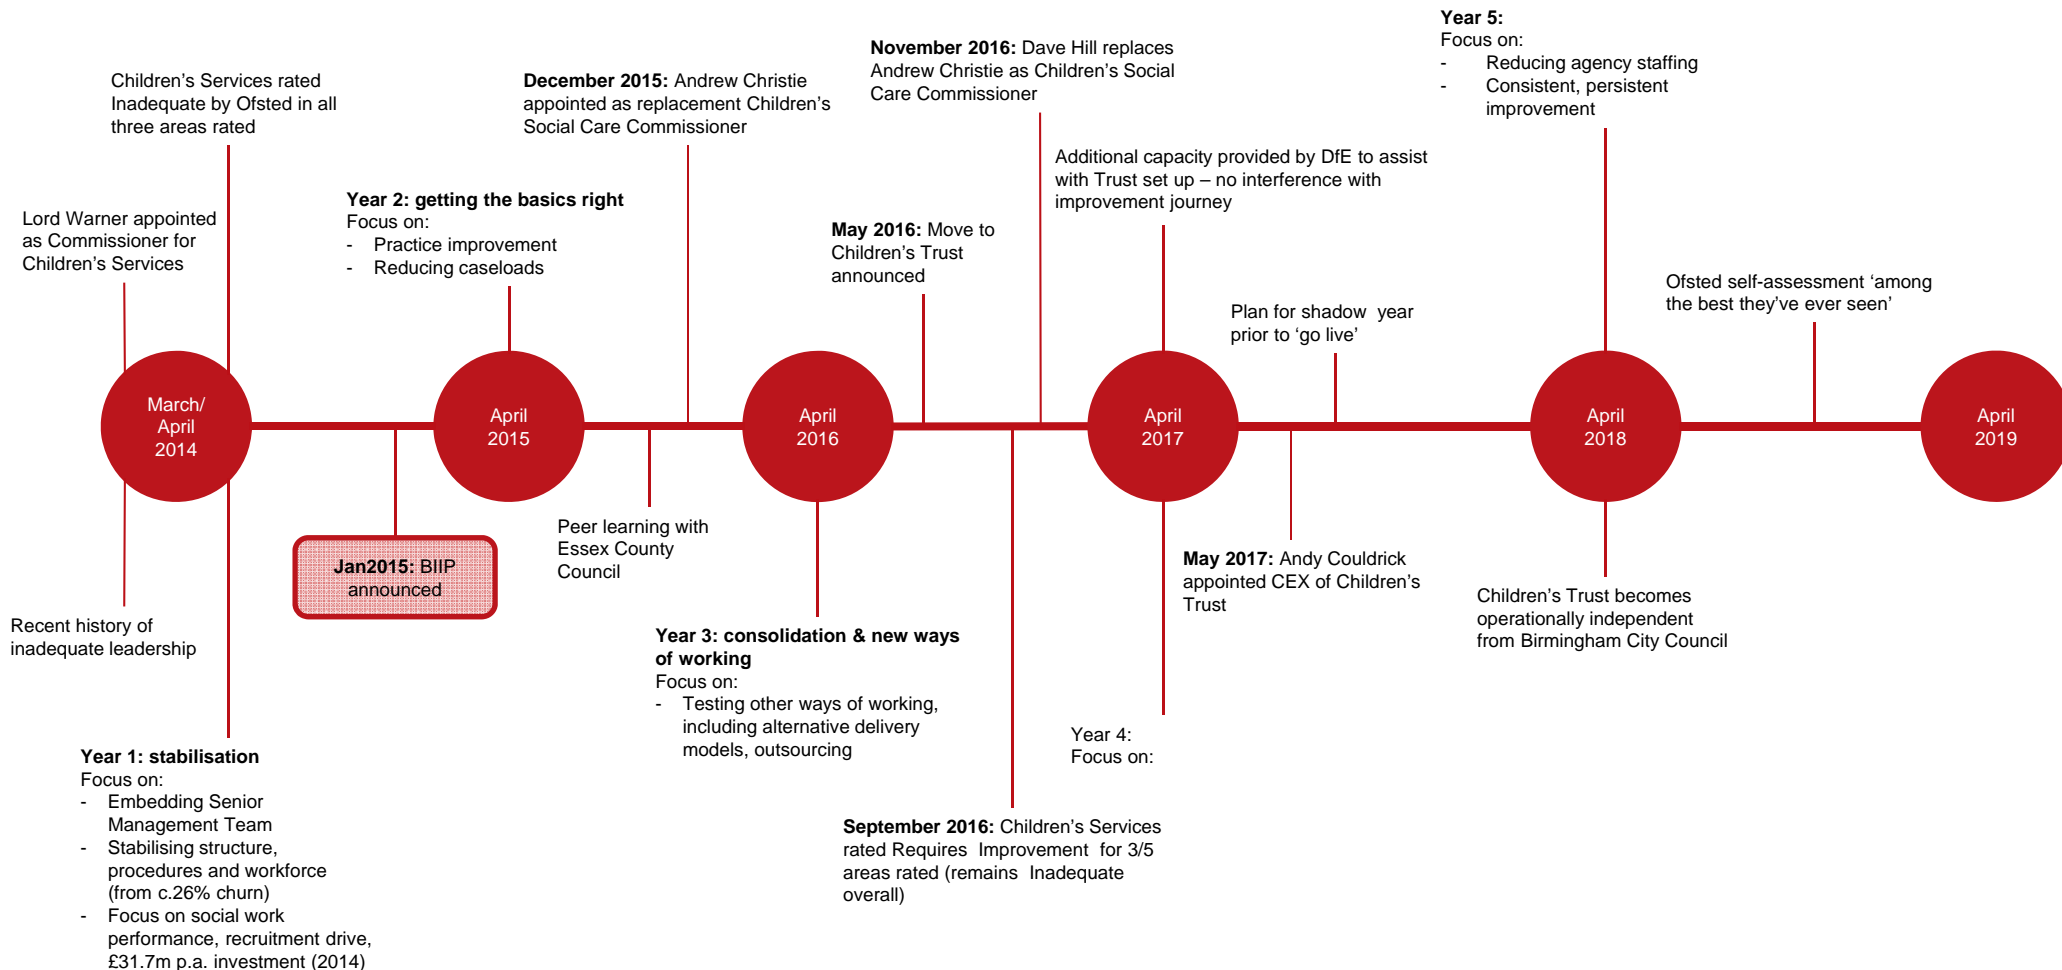 Year 5:
Focus on:
- Reducing agency staffing
- Consistent, persistent
improvement
November 2016: Dave Hill replaces
Andrew Christie as Children’s Social
Care Commissioner
Children’s Services rated
Inadequate by Ofsted in all
three areas rated
December 2015: Andrew Christie
appointed as replacement Children’s
Social Care Commissioner
Additional capacity provided by DfE to assist
with Trust set up – no interference with
improvement journey
Year 2: getting the basics right
Focus on:
- Practice improvement
- Reducing caseloads
Lord Warner appointed
as Commissioner for
Children’s Services
May 2016: Move to
Children’s Trust
announced
Ofsted self-assessment ‘among
the best they’ve ever seen’
Plan for shadow year
prior to ‘go live’
March/
April
2014
April
2015
April
2016
April
2017
April
2018
April
2019
Jan2015: BIIP
announced
Peer learning with
Essex County
Council
May 2017: Andy Couldrick
appointed CEX of Children’s
Trust
Children’s Trust becomes
operationally independent
from Birmingham City Council
Recent history of
inadequate leadership
Year 3: consolidation & new ways
of working
Focus on:
- Testing other ways of working,
including alternative delivery
models, outsourcing
Year 4:
Focus on:
Year 1: stabilisation
Focus on:
- Embedding Senior
Management Team
- Stabilising structure,
procedures and workforce
(from c.26% churn)
- Focus on social work
performance, recruitment drive,
£31.7m p.a. investment (2014)
September 2016: Children’s Services
rated Requires Improvement for 3/5
areas rated (remains Inadequate
overall)